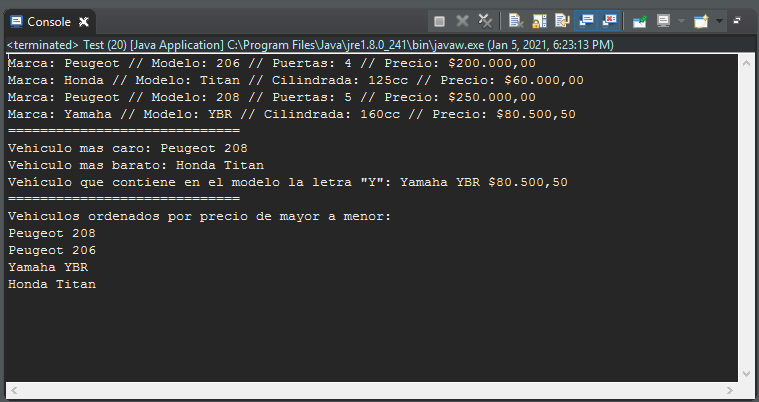 Console
<terminated> Test (20) [Java Application] C:\Program Files\Java\jre1.8.0_241\bin\javaw.exe (Jan 5, 2021, 6:23:13 PM)
Marca: Peugeot // Modelo: 206 // Puertas: 4 // Precio: $200.000,00
Marca: Honda // Modelo: Titan // Cilindrada: 125cc // Precio: $60.000,00
Marca: Peugeot // Modelo: 208 // Puertas: 5 // Precio: $250.000,00
Marca: Yamaha // Modelo: YBR // Cilindrada: 160cc // Precio: $80.500,50
=============================
Vehiculo mas caro: Peugeot 208
Vehiculo mas barato: Honda Titan
Vehículo que contiene en el modelo la letra "Y": Yamaha YBR $80.500,50
=============================
Vehiculos ordenados por precio de mayor a menor:
Peugeot 208
Peugeot 206
Yamaha YBR
Honda Titan